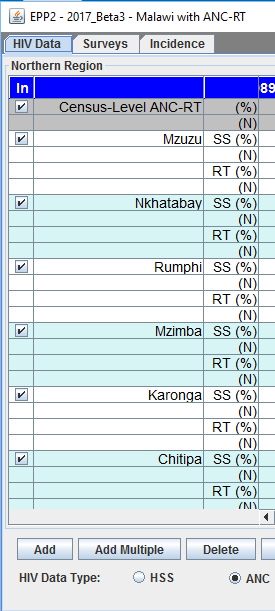 EPP2 - 2017_Beta3 - Malawi with ANC-RT
HIV Data Surveys Incidence
Northern Region
In 89
Census-Level ANC-RT (%)
(N)
Mzuzu SS (%)
(N)
RT (%)
(N)
Nkhatabay SS (%)
(N)
RT (%)
(N)
Rumphi SS (%)
(N)
RT (%)
(N)
Mzimba SS (%)
(N)
RT (%)
(N)
Karonga SS (%)
(N)
RT (%)
(N)
Chitipa SS (%)
(N)
RT (%)
(N)
Add Add Multiple Delete
HIV Data Type: HSS ANC